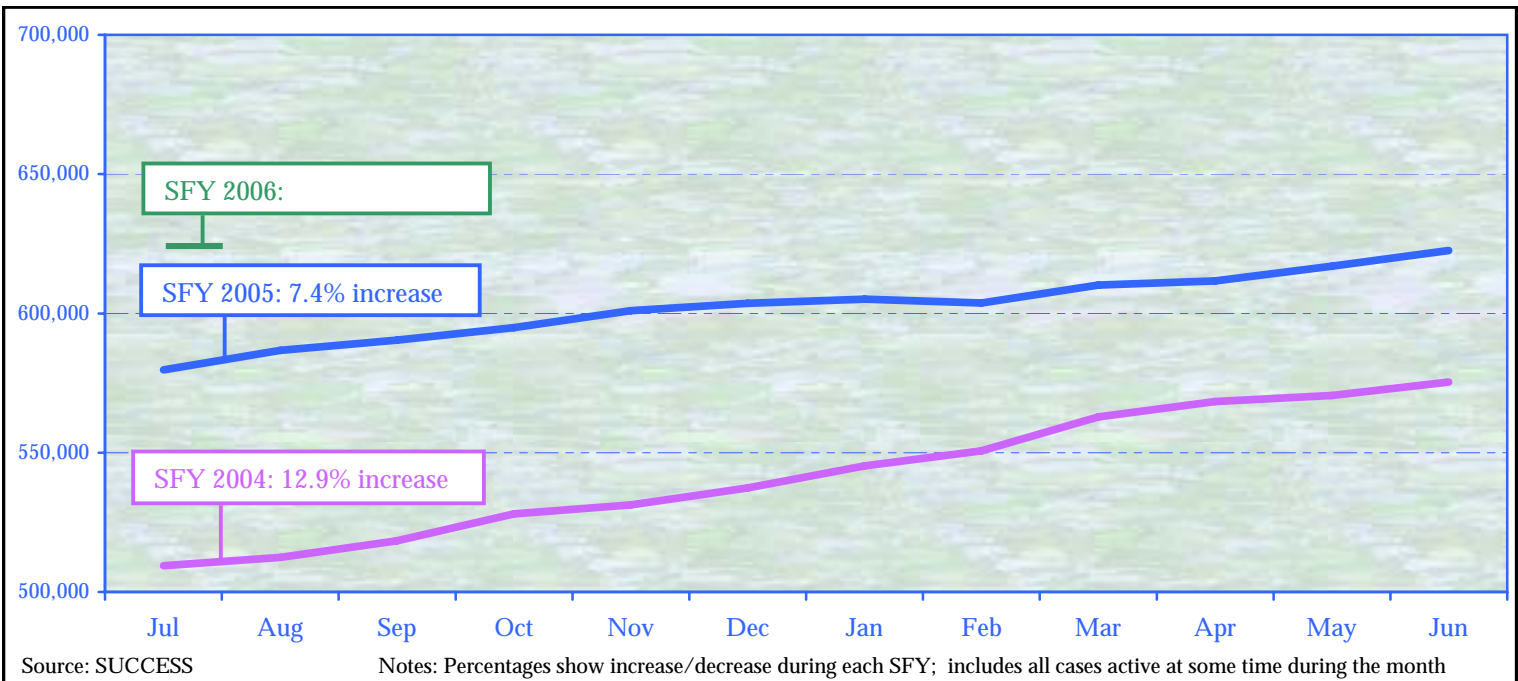 700,000
650,000
SFY 2006:
SFY 2005: 7.4% increase
600,000
550,000
SFY 2004: 12.9% increase
500,000
Jul Aug Sep Oct Nov Dec Jan Feb Mar Apr May Jun
Source: SUCCESS Notes: Percentages show increase/decrease during each SFY; includes all cases active at some time during the month